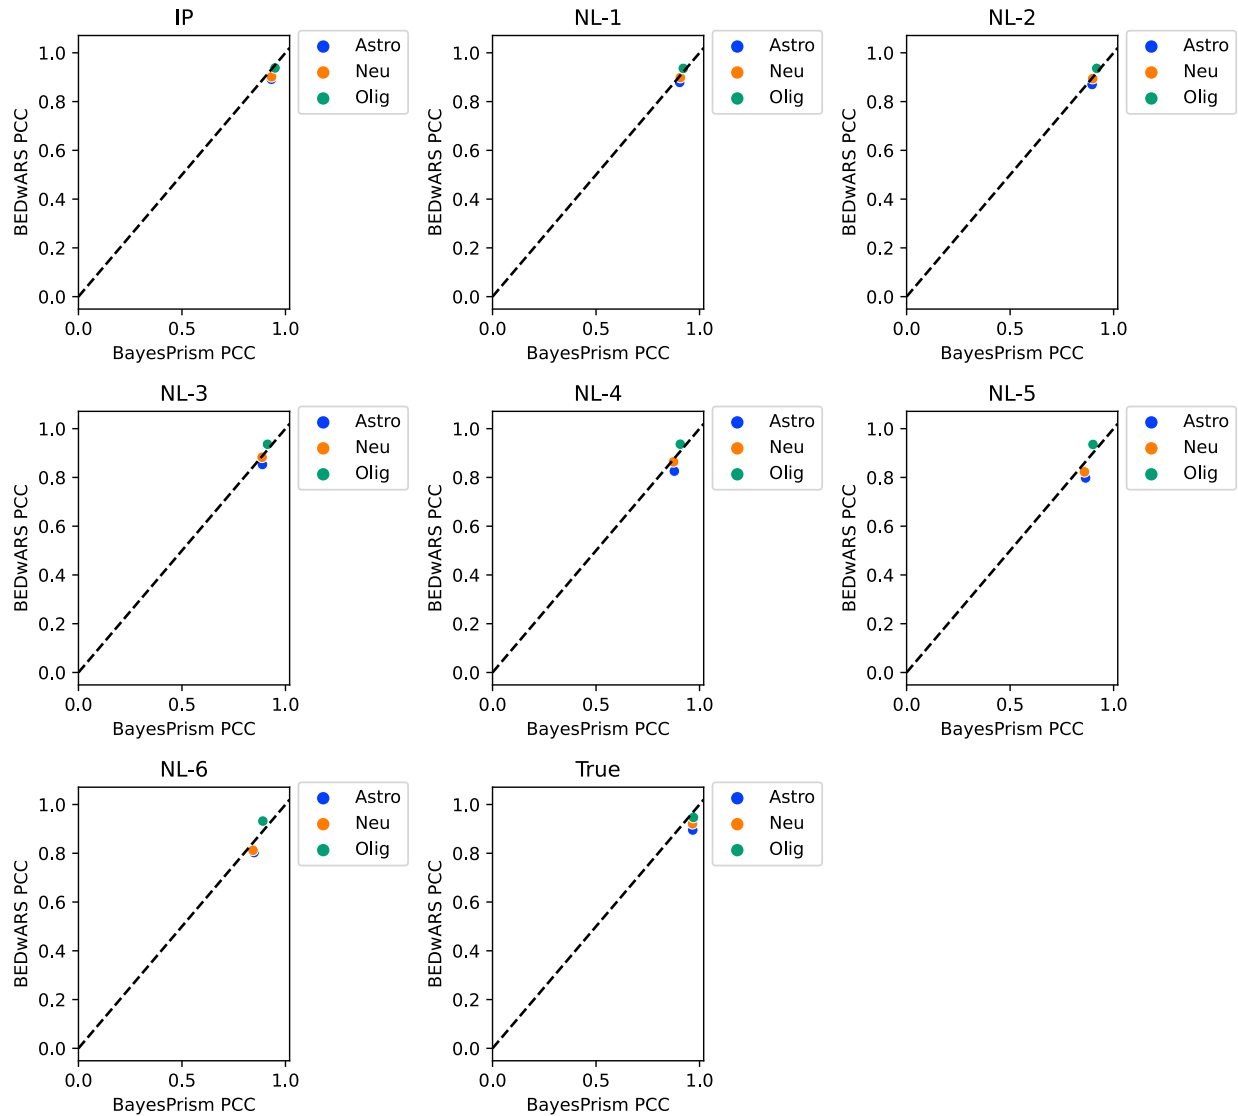 IP
1.0
0.8
0.6
0.4
0.2
0.0
0.0 0.5 1.0
BEDwARS PCC
BayesPrism PCC
Astro
Neu
Olig
NL-1
1.0
0.8
0.6
0.4
0.2
0.0
0.0 0.5 1.0
BEDwARS PCC
BayesPrism PCC
Astro
Neu
Olig
NL-2
1.0
0.8
0.6
0.4
0.2
0.0
0.0 0.5 1.0
BEDwARS PCC
BayesPrism PCC
Astro
Neu
Olig
NL-3
1.0
0.8
0.6
0.4
0.2
0.0
0.0 0.5 1.0
BEDwARS PCC
BayesPrism PCC
Astro
Neu
Olig
NL-4
1.0
0.8
0.6
0.4
0.2
0.0
0.0 0.5 1.0
BEDwARS PCC
BayesPrism PCC
Astro
Neu
Olig
NL-5
1.0
0.8
0.6
0.4
0.2
0.0
0.0 0.5 1.0
BEDwARS PCC
BayesPrism PCC
Astro
Neu
Olig
NL-6
1.0
0.8
0.6
0.4
0.2
0.0
0.0 0.5 1.0
BEDwARS PCC
BayesPrism PCC
Astro
Neu
Olig
True
1.0
0.8
0.6
0.4
0.2
0.0
0.0 0.5 1.0
BEDwARS PCC
BayesPrism PCC
Astro
Neu
Olig